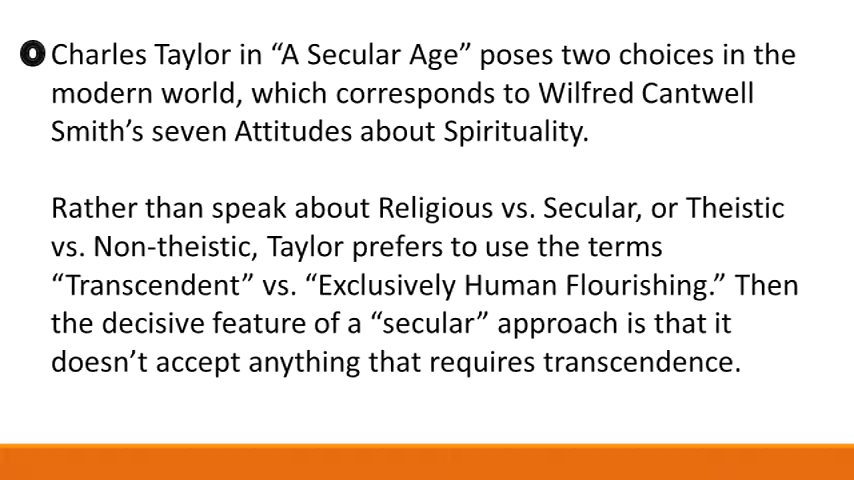 Charles Taylor in “A Secular Age” poses two choices in the
modern world, which corresponds to Wilfred Cantwell
Smith’s seven Attitudes about Spirituality.
Rather than speak about Religious vs. Secular, or Theistic
vs. Non-theistic, Taylor prefers to use the terms
“Transcendent” vs. “Exclusively Human Flourishing.” Then
the decisive feature of a “secular” approach is that it
doesn’t accept anything that requires transcendence.